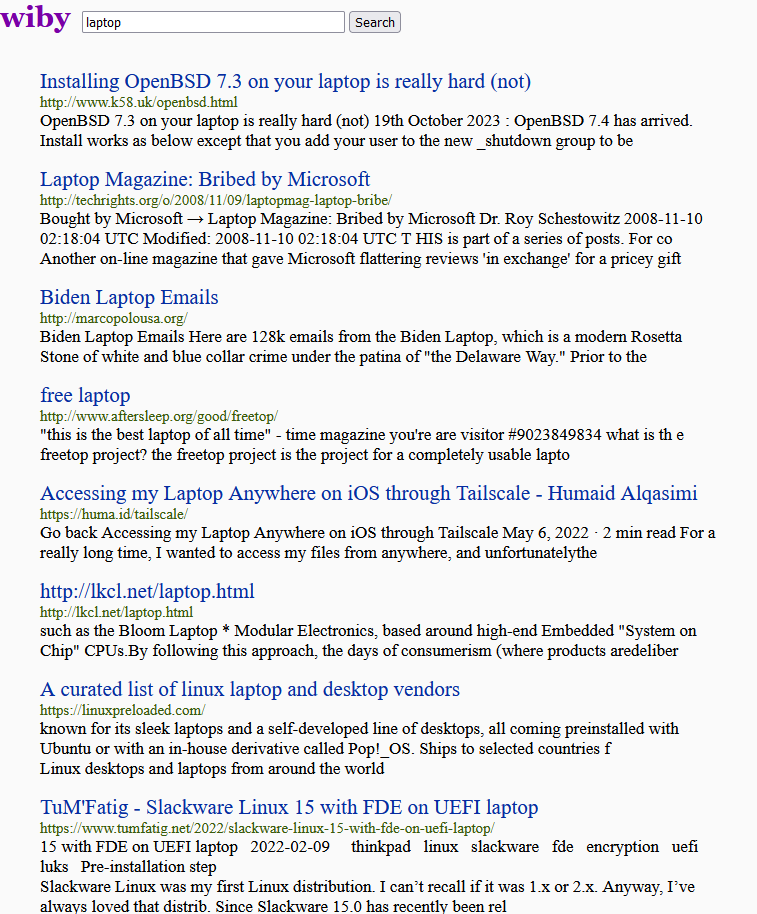 wiby laptop Search
Installing OpenBSD 7.3 on your laptop is really hard (not)
http://www.k58.uk/openbsd.html
OpenBSD 7.3 on your laptop is really hard (not) 19th October 2023 : OpenBSD 7.4 has arrived.
Install works as below except that you add your user to the new _shutdown group to be
Laptop Magazine: Bribed by Microsoft
http://techrights.org/o/2008/11/09/laptopmag-laptop-bribe/
Bought by Microsoft → Laptop Magazine: Bribed by Microsoft Dr. Roy Schestowitz 2008-11-10
02:18:04 UTC Modified: 2008-11-10 02:18:04 UTC T HIS is part of a series of posts. For co
Another on-line magazine that gave Microsoft flattering reviews 'in exchange' for a pricey gift
Biden Laptop Emails
http://marcopolousa.org/
Biden Laptop Emails Here are 128k emails from the Biden Laptop, which is a modern Rosetta
Stone of white and blue collar crime under the patina of "the Delaware Way." Prior to the
free laptop
http://www.aftersleep.org/good/freetop/
"this is the best laptop of all time" - time magazine you're are visitor #9023849834 what is th e
freetop project? the freetop project is the project for a completely usable lapto
Accessing my Laptop Anywhere on iOS through Tailscale - Humaid Alqasimi
https://huma.id/tailscale/
Go back Accessing my Laptop Anywhere on iOS through Tailscale May 6, 2022 · 2 min read For a
really long time, I wanted to access my files from anywhere, and unfortunatelythe
http://lkcl.net/laptop.html
http://lkcl.net/laptop.html
such as the Bloom Laptop * Modular Electronics, based around high-end Embedded "System on
Chip" CPUs.By following this approach, the days of consumerism (where products aredeliber
A curated list of linux laptop and desktop vendors
https://linuxpreloaded.com/
known for its sleek laptops and a self-developed line of desktops, all coming preinstalled with
Ubuntu or with an in-house derivative called Pop!_OS. Ships to selected countries f
Linux desktops and laptops from around the world
TuM'Fatig - Slackware Linux 15 with FDE on UEFI laptop
https://www.tumfatig.net/2022/slackware-linux-15-with-fde-on-uefi-laptop/
15 with FDE on UEFI laptop 2022-02-09 thinkpad linux slackware fde encryption uefi
luks Pre-installation step
Slackware Linux was my first Linux distribution. I can’t recall if it was 1.x or 2.x. Anyway, I’ve
always loved that distrib. Since Slackware 15.0 has recently been rel